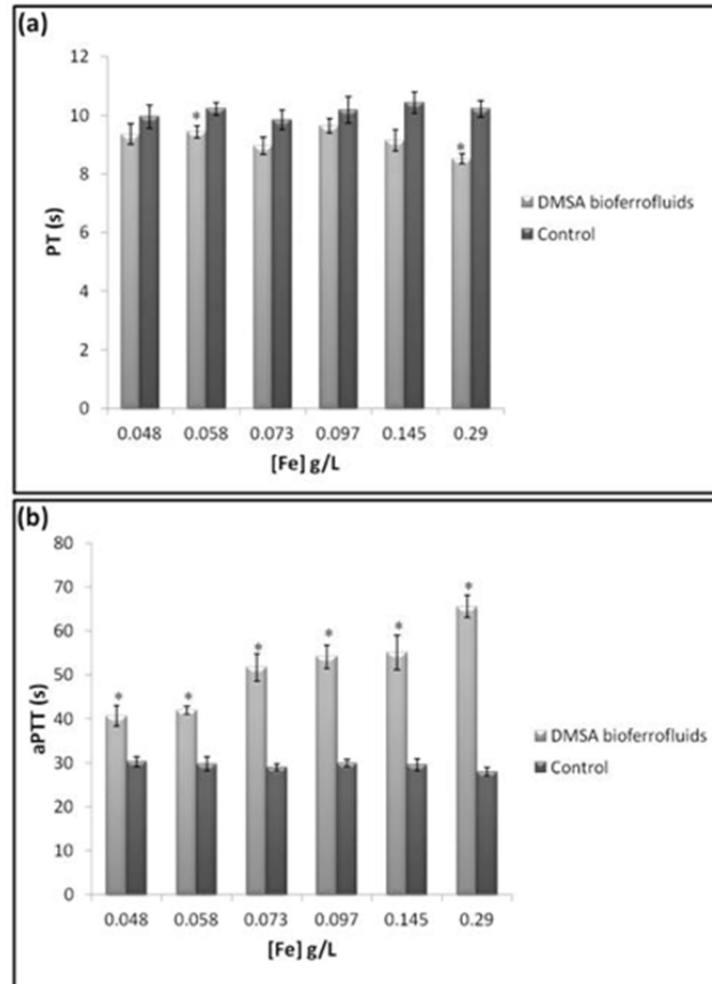 (a)
12
10
8
6
4
2
0
PT (s)
* *
0.048 0.058 0.073 0.097 0.145 0.29
[Fe] g/L
DMSA bioferrofluids
Control
(b)
80
70
60
50
40
30
20
10
0
aPTT (s)
* * * * * *
0.048 0.058 0.073 0.097 0.145 0.29
[Fe] g/L
DMSA bioferrofluids
Control